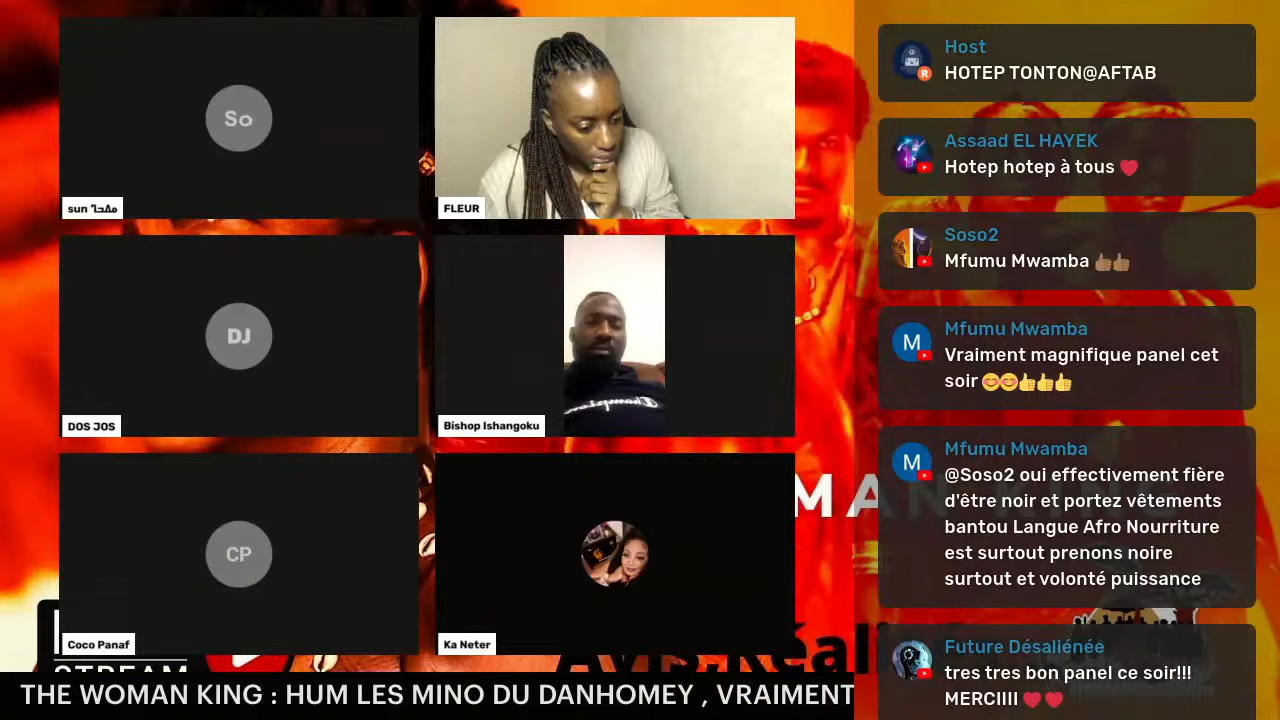 So
sun
FLEUR
DJ
DOS JOS
Bishop Ishangoku
Champion
CP
Coco Panaf
Ka Neter
MAN
STREAM
THE WOMAN KING : HUM LES MINO DU DANHOMEY , VRAIMENT
Host
HOTEP TONTON@AFTAB
Assaad EL HAYEK
Hotep hotep à tous ❤️
Soso2
Mfumu Mwamba 👍🏽👍🏽
M
Mfumu Mwamba
Vraiment magnifique panel cet
soir 😊😊👍👍👍
M
Mfumu Mwamba
@Soso2 oui effectivement fière
d'être noir et portez vêtements
bantou Langue Afro Nourriture
est surtout prenons noire
surtout et volonté puissance
Future Désaliénée
tres tres bon panel ce soir!!!
MERCIIII ❤️❤️